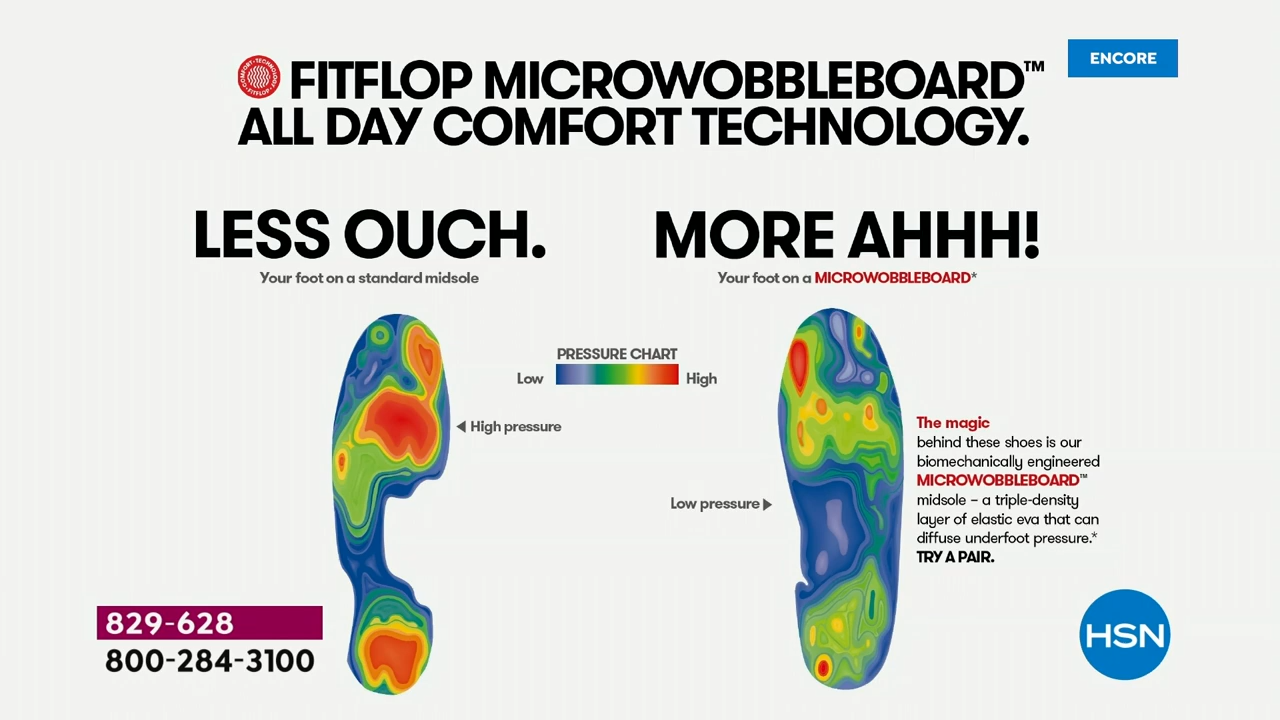 ENCORE
FITFLOP MICROWOBBLEBOARD™
ALL DAY COMFORT TECHNOLOGY.
LESS OUCH.
Your foot on a standard midsole
MORE AHHH!
Your foot on a MICROWOBBLEBOARD*
PRESSURE CHART
Low
High
High pressure
Low pressure
The magic
behind these shoes is our
biomechanically engineered
MICROWOBBLEBOARD™
midsole – a triple-density
layer of elastic eva that can
diffuse underfoot pressure.*
TRY A PAIR.
829-628
800-284-3100
HSN